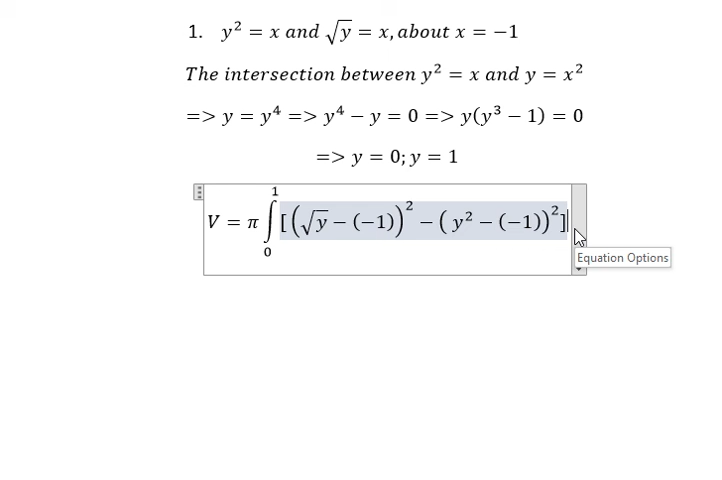 1. y² = x and √y = x, about x = −1
The intersection between y² = x and y = x²
=> y = y⁴ => y⁴ − y = 0 => y(y³ − 1) = 0
=> y = 0; y = 1
V = π ∫₀¹ [(√y − (−1))² − ( y² − (−1))²]
Equation Options